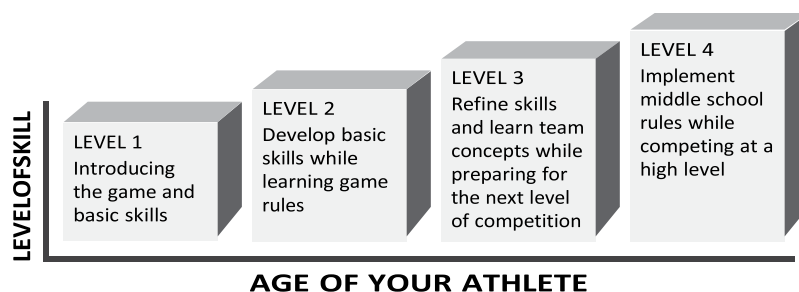 LEVELOFSKILL
LEVEL 1
Introducing
the game and
basic skills
LEVEL 2
Develop basic
skills while
learning game
rules
LEVEL 3
Refine skills
and learn team
concepts while
preparing for
the next level
of competition
LEVEL 4
Implement
middle school
rules while
competing at a
high level
AGE OF YOUR ATHLETE